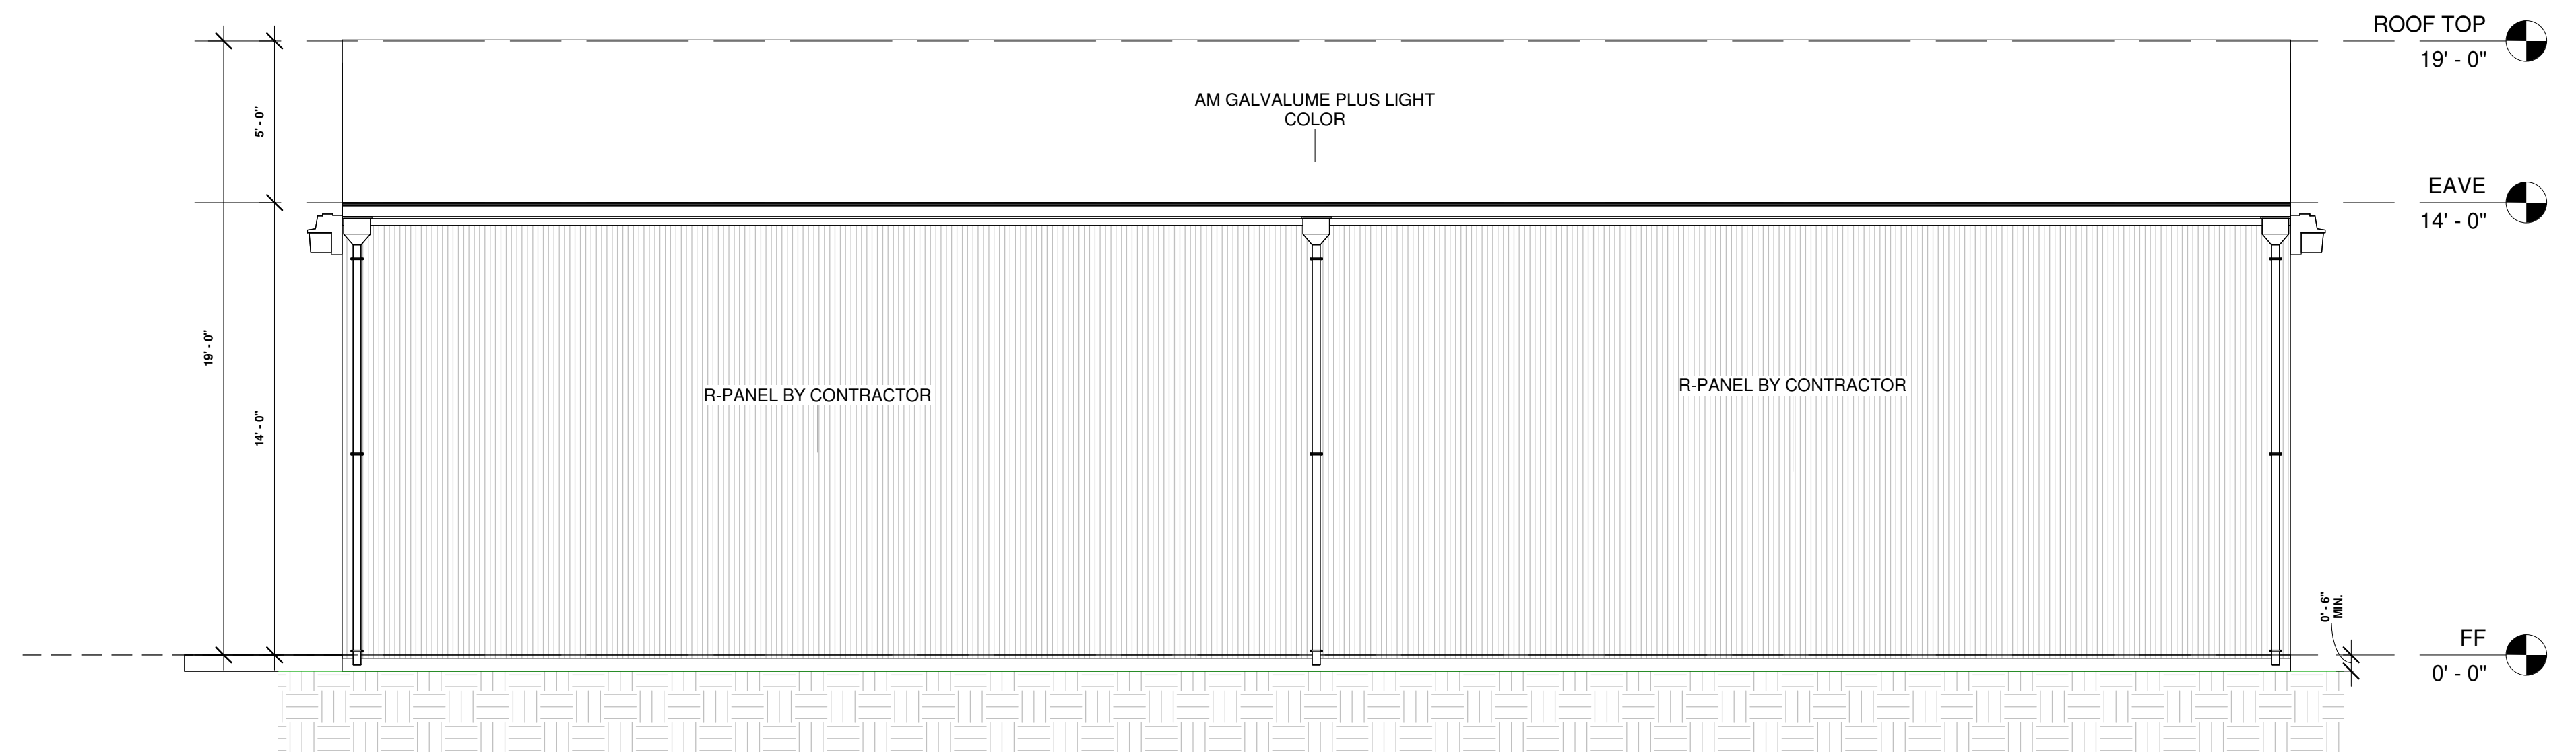 ROOF TOP
19' - 0"
5' - 0"
AM GALVALUME PLUS LIGHT
COLOR
EAVE
14' - 0"
19' - 0"
14' - 0"
R-PANEL BY CONTRACTOR
R-PANEL BY CONTRACTOR
0' - 6"
MIN.
FF
0' - 0"